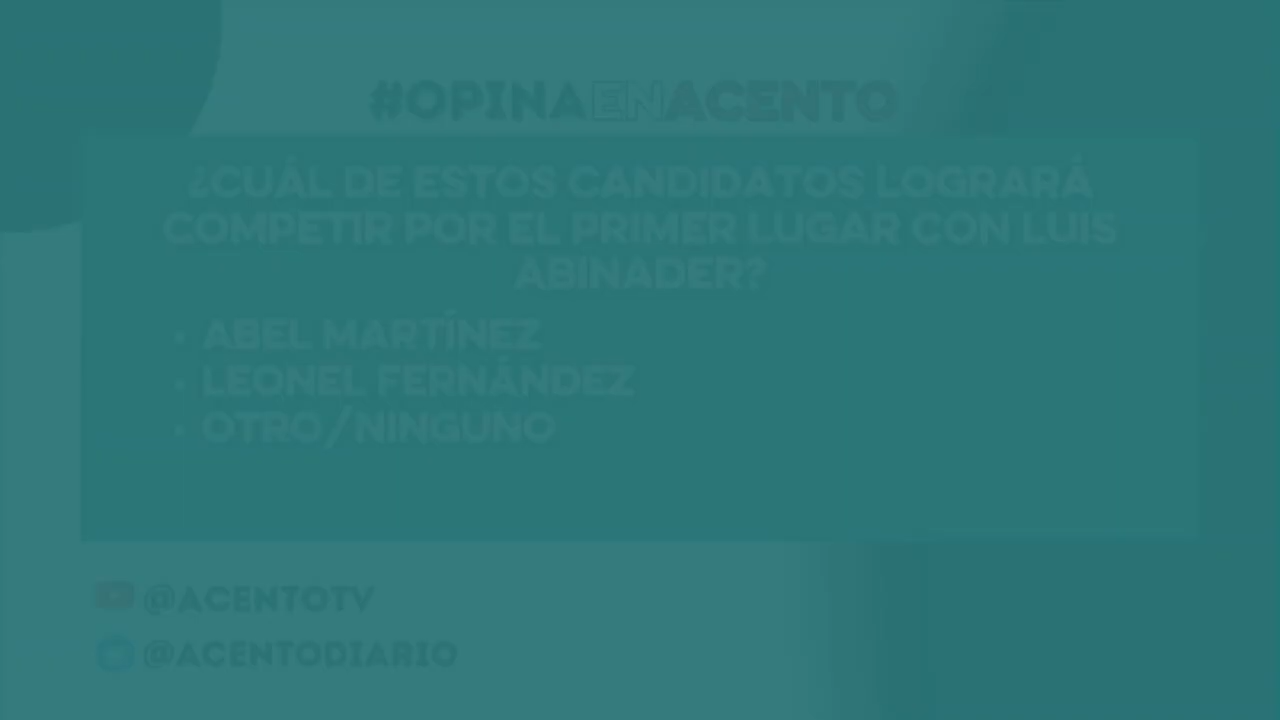 #OPINAENACENTO
¿CUÁL DE ESTOS CANDIDATOS LOGRARÁ
COMPETIR POR EL PRIMER LUGAR CON LUIS
ABINADER?
• ABEL MARTÍNEZ
• LEONEL FERNÁNDEZ
• OTRO/NINGUNO
@ACENTOTV
@ACENTODIARIO